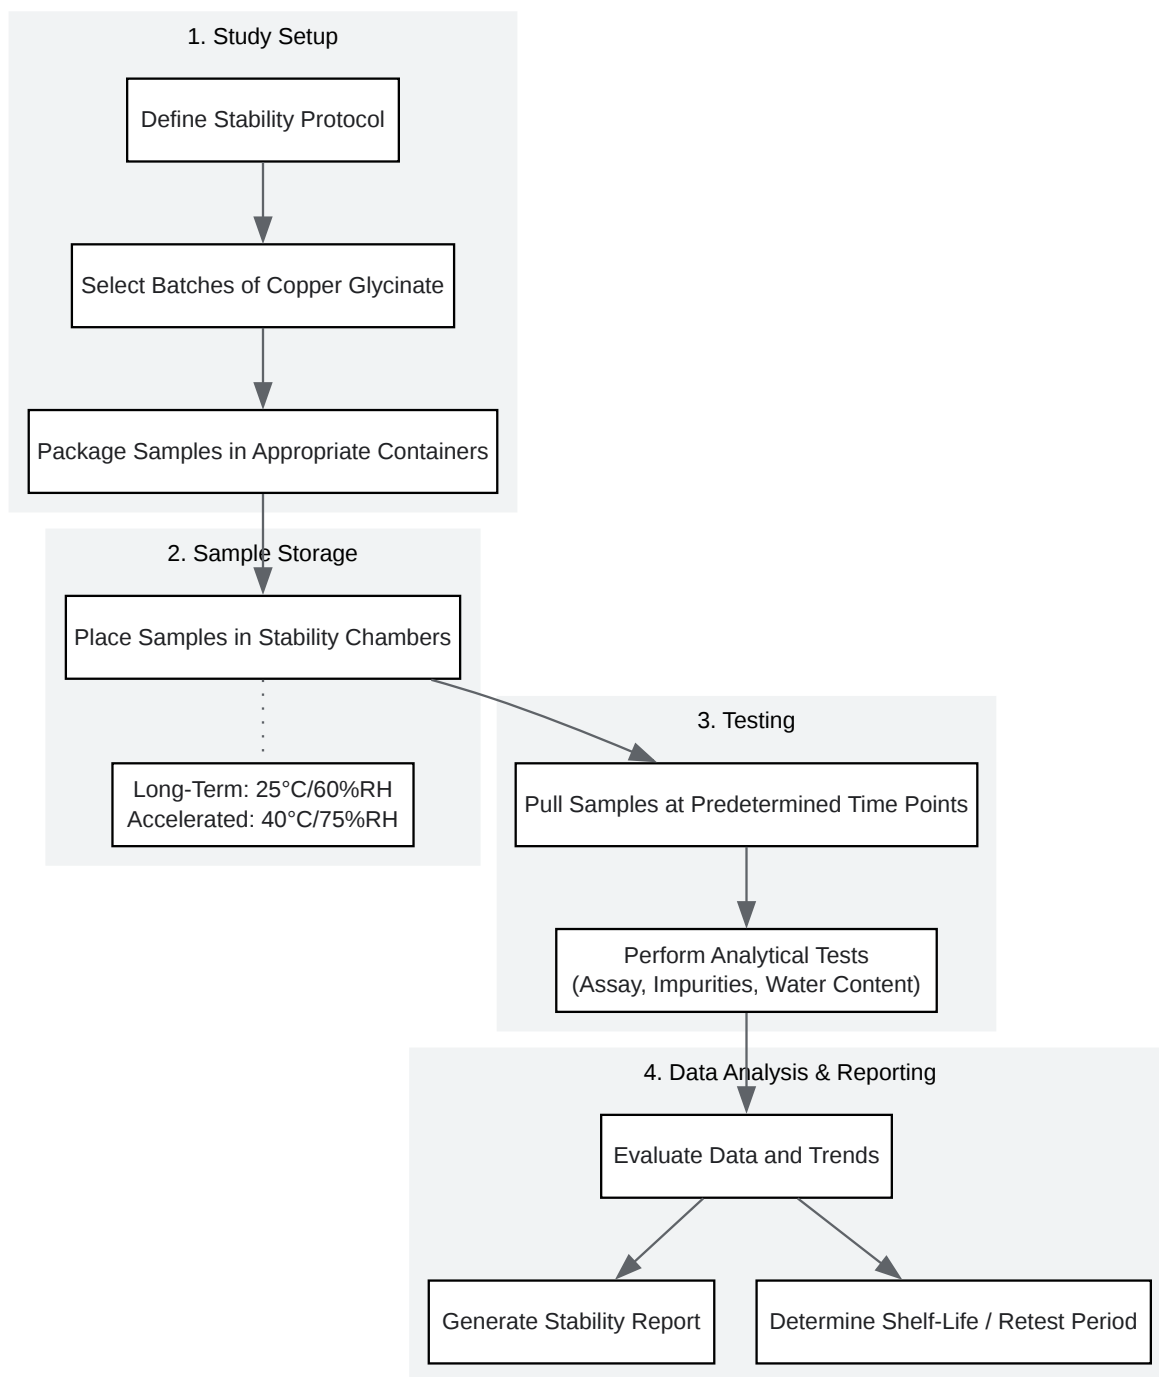 1. Study Setup
Define Stability Protocol
Select Batches of Copper Glycinate
Package Samples in Appropriate Containers
2. Sample Storage
Place Samples in Stability Chambers
Long-Term: 25°C/60%RH
Accelerated: 40°C/75%RH
3. Testing
Pull Samples at Predetermined Time Points
Perform Analytical Tests
(Assay, Impurities, Water Content)
4. Data Analysis & Reporting
Evaluate Data and Trends
Generate Stability Report
Determine Shelf-Life / Retest Period